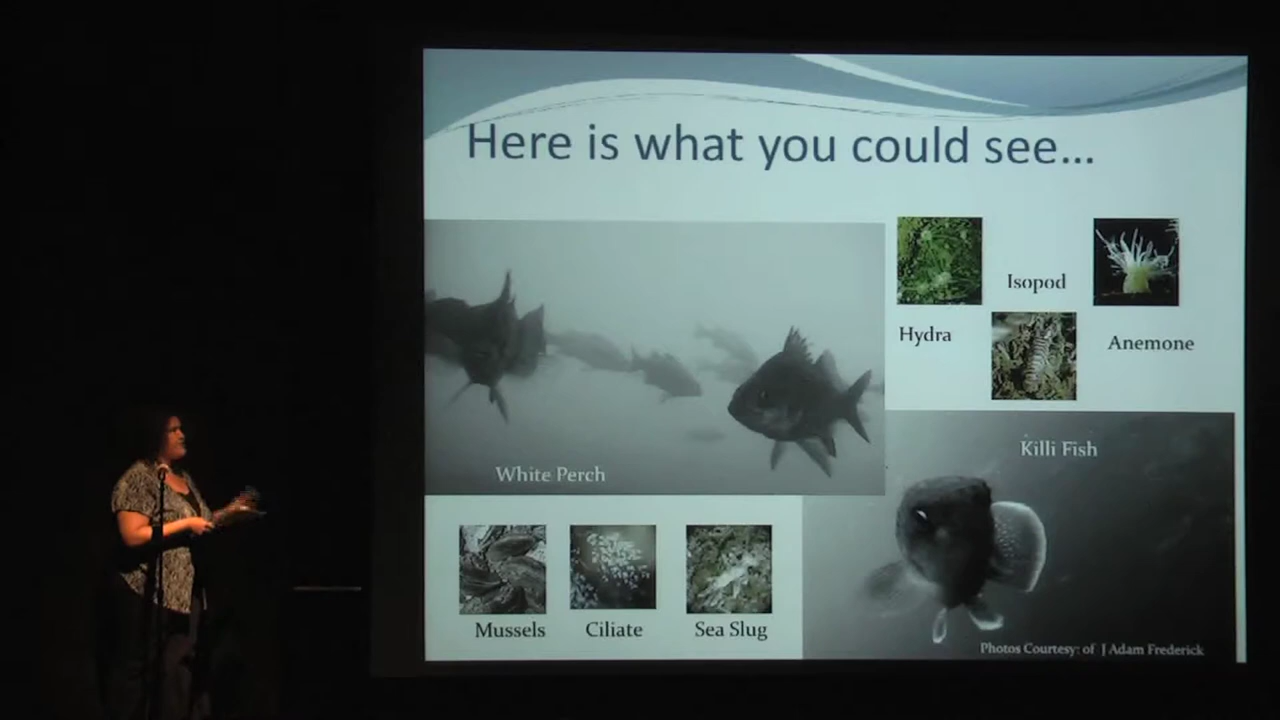 Here is what you could see...
Isopod
Hydra
Anemone
White Perch
Killi Fish
Mussels
Ciliate
Sea Slug
Photos Courtesy: of J Adam Frederick